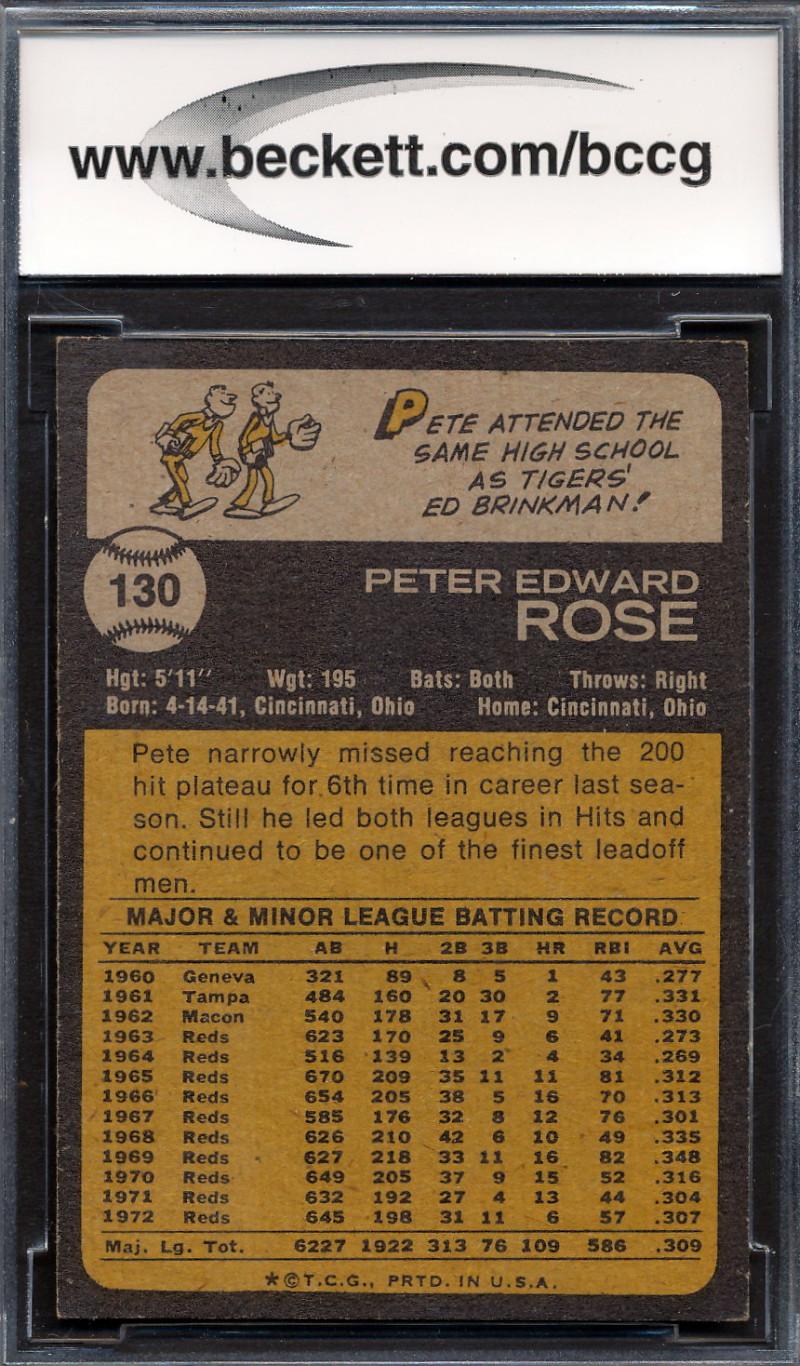 www.beckett.com/bccg
PETE ATTENDED THE
SAME HIGH SCHOOL
AS TIGERS'
ED BRINKMAN!
130
PETER EDWARD
ROSE
Hgt: 5'11'' Wgt: 195 Bats: Both Throws: Right
Born: 4-14-41, Cincinnati, Ohio Home: Cincinnati, Ohio
Pete narrowly missed reaching the 200
hit plateau for 6th time in career last sea-
son. Still he led both leagues in Hits and
continued to be one of the finest leadoff
men.
MAJOR & MINOR LEAGUE BATTING RECORD
YEAR TEAM AB H 2B 3B HR RBI AVG
1960 Geneva 321 89 8 5 1 43 .277
1961 Tampa 484 160 20 30 2 77 .331
1962 Macon 540 178 31 17 9 71 .330
1963 Reds 623 170 25 9 6 41 .273
1964 Reds 516 139 13 2 4 34 .269
1965 Reds 670 209 35 11 11 81 .312
1966 Reds 654 205 38 5 16 70 .313
1967 Reds 585 176 32 8 12 76 .301
1968 Reds 626 210 42 6 10 49 .335
1969 Reds 627 218 33 11 16 82 .348
1970 Reds 649 205 37 9 15 52 .316
1971 Reds 632 192 27 4 13 44 .304
1972 Reds 645 198 31 11 6 57 .307
Maj. Lg. Tot. 6227 1922 313 76 109 586 .309
*©T.C.G., PRTD. IN U.S.A.